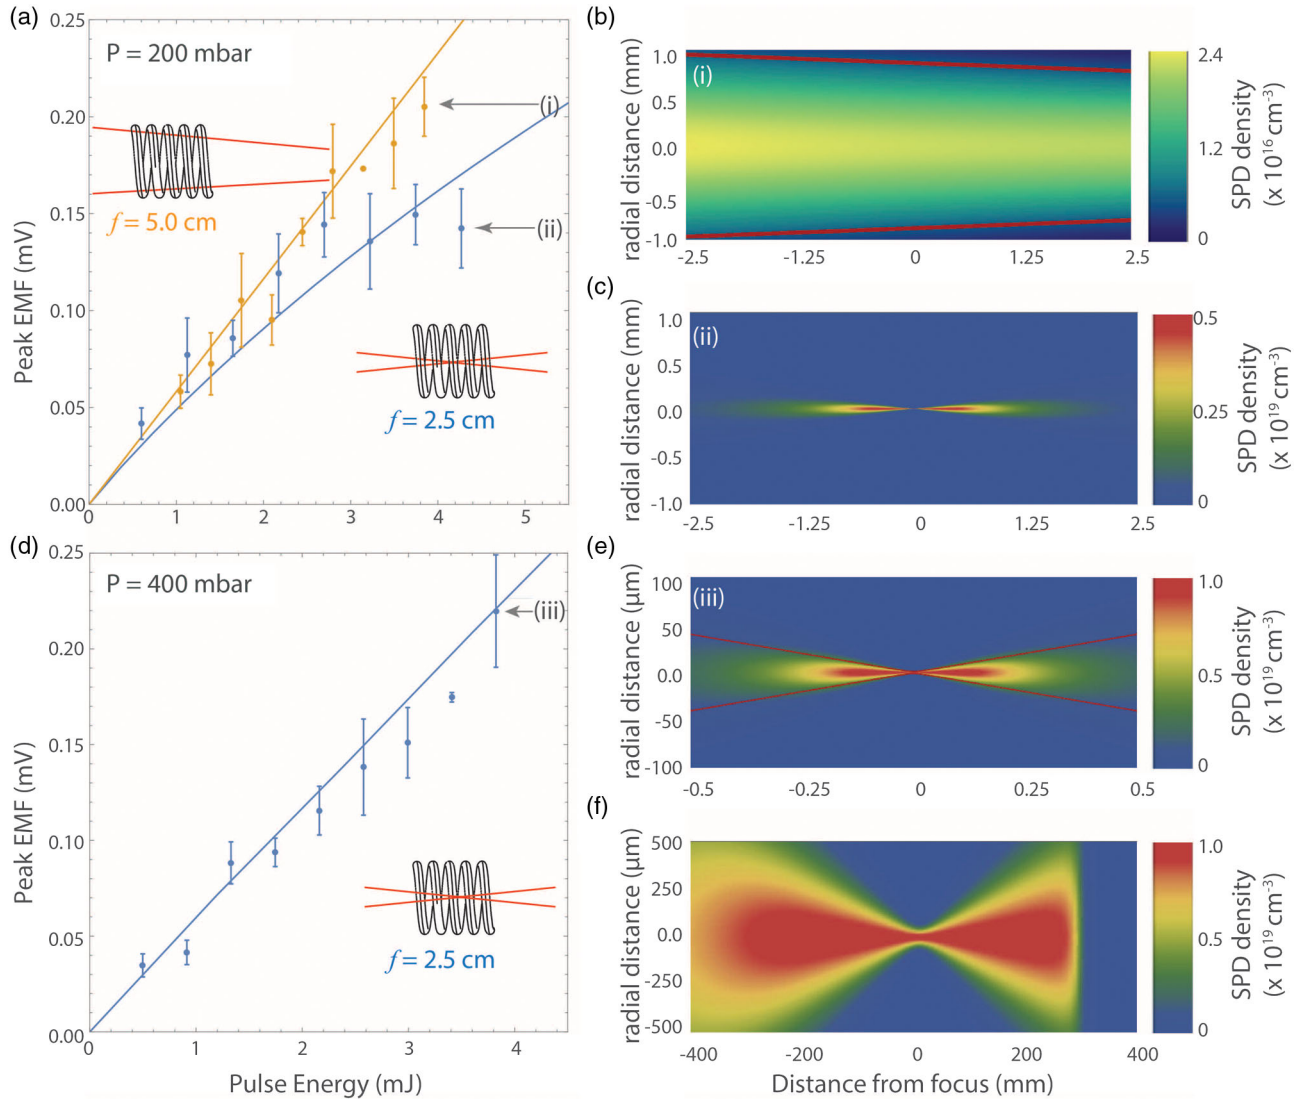 (a)
0.25
P = 200 mbar
0.20
(i)
0.15
f = 5.0 cm
(ii)
Peak EMF (mV)
0.10
0.05
f = 2.5 cm
0.00
0 1 2 3 4 5
(b)
radial distance (mm)
1.0
0.5
0.0
-0.5
-1.0
(i)
-2.5 -1.25 0 1.25 2.5
2.4
1.2
0
SPD density
(x 10¹⁶ cm⁻³)
(c)
radial distance (mm)
1.0
0.5
0.0
-0.5
-1.0
(ii)
-2.5 -1.25 0 1.25 2.5
0.5
0.25
0
SPD density
(x 10¹⁹ cm⁻³)
(d)
0.25
P = 400 mbar
(iii)
0.20
0.15
Peak EMF (mV)
0.10
0.05
f = 2.5 cm
0.00
0 1 2 3 4
Pulse Energy (mJ)
(e)
radial distance (μm)
100
50
0.0
-50
-100
(iii)
-0.5 -0.25 0 0.25 0.5
1.0
0.5
0
SPD density
(x 10¹⁹ cm⁻³)
(f)
radial distance (μm)
500
250
0.0
-250
-500
-400 -200 0 200 400
Distance from focus (mm)
1.0
0.5
0
SPD density
(x 10¹⁹ cm⁻³)